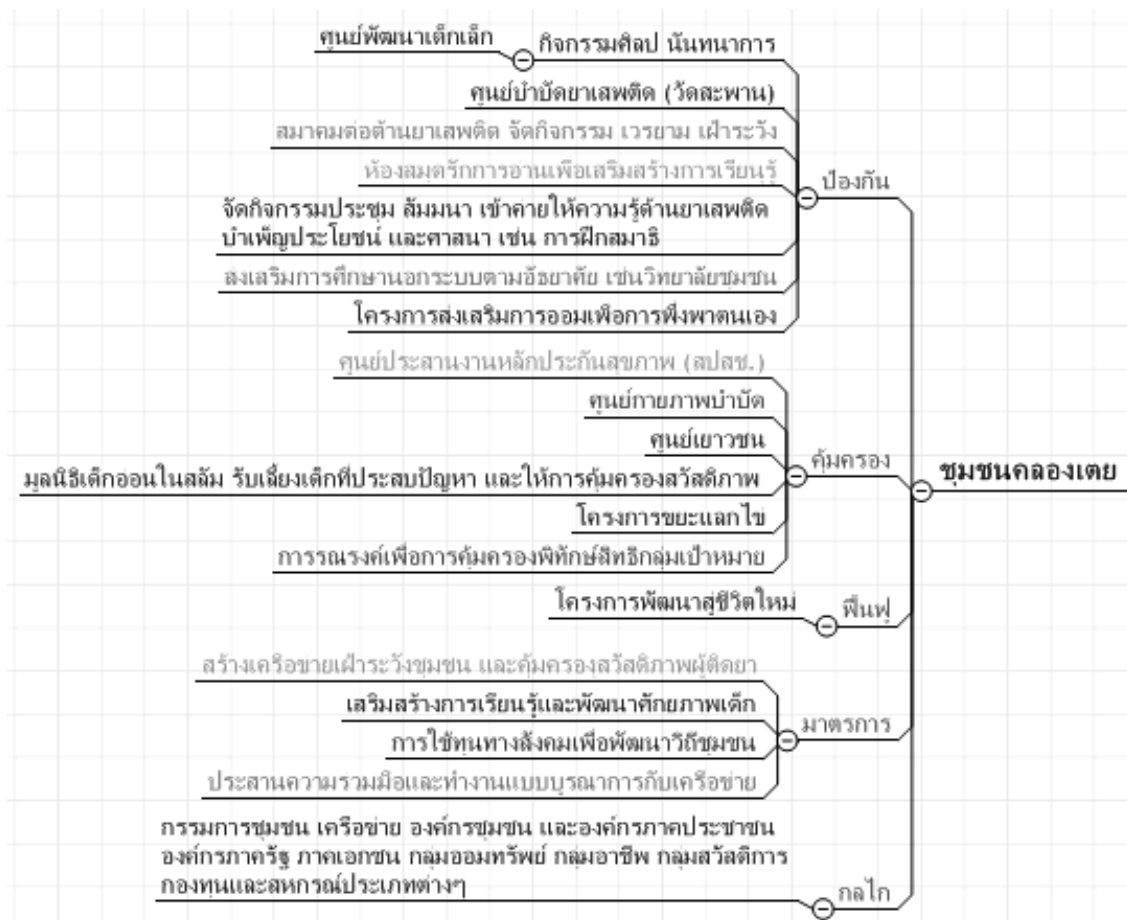 ศูนย์พัฒนาเด็กเล็ก
กิจกรรมศิลป นันทนาการ
ศูนย์บำบัดยาเสพติด (วัดสะพาน)
สมาคมต่อต้านยาเสพติด จัดกิจกรรม เวรยาม เฝ้าระวัง
ห้องสมุดรักการอ่านเพื่อเสริมสร้างการเรียนรู้
ป้องกัน
จัดกิจกรรมประชุม สัมมนา เข้าค่ายให้ความรู้ด้านยาเสพติด
บำเพ็ญประโยชน์ และศาสนา เช่น การฝึกสมาธิ
ส่งเสริมการศึกษานอกระบบตามอัธยาศัย เช่นวิทยาลัยชุมชน
โครงการส่งเสริมการออมเพื่อการพึ่งพาตนเอง
ศูนย์ประสานงานหลักประกันสุขภาพ (สปสช.)
ศูนย์กายภาพบำบัด
ศูนย์เยาวชน
คุ้มครอง
ชุมชนคลองเตย
มูลนิธิเด็กอ่อนในสลัม รับเลี้ยงเด็กที่ประสบปัญหา และให้การคุ้มครองสวัสดิภาพ
โครงการขยะแลกไข่
การรณรงค์เพื่อการคุ้มครองพิทักษ์สิทธิกลุ่มเป้าหมาย
โครงการพัฒนาสู่ชีวิตใหม่
ฟื้นฟู
สร้างเครือข่ายเฝ้าระวังชุมชน และคุ้มครองสวัสดิภาพผู้ติดยา
เสริมสร้างการเรียนรู้และพัฒนาศักยภาพเด็ก
มาตรการ
การใช้ทุนทางสังคมเพื่อพัฒนาวิถีชุมชน
ประสานความร่วมมือและทำงานแบบบูรณาการกับเครือข่าย
กรรมการชุมชน เครือข่าย องค์กรชุมชน และองค์กรภาคประชาชน
องค์กรภาครัฐ ภาคเอกชน กลุ่มออมทรัพย์ กลุ่มอาชีพ กลุ่มสวัสดิการ
กองทุนและสหกรณ์ประเภทต่างๆ
กลไก